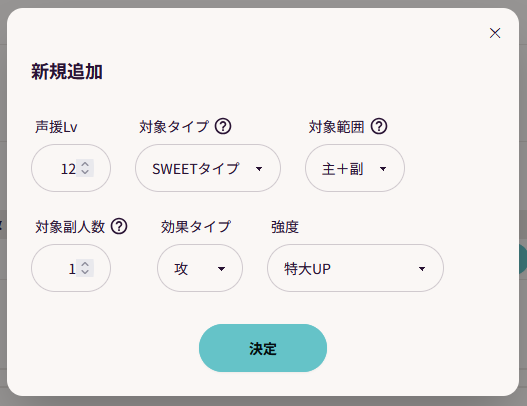 新規追加
声援Lv 対象タイプ ? 対象範囲 ?
12 SWEETタイプ 主＋副
対象副人数 ? 効果タイプ 強度
1 攻 特大UP
決定